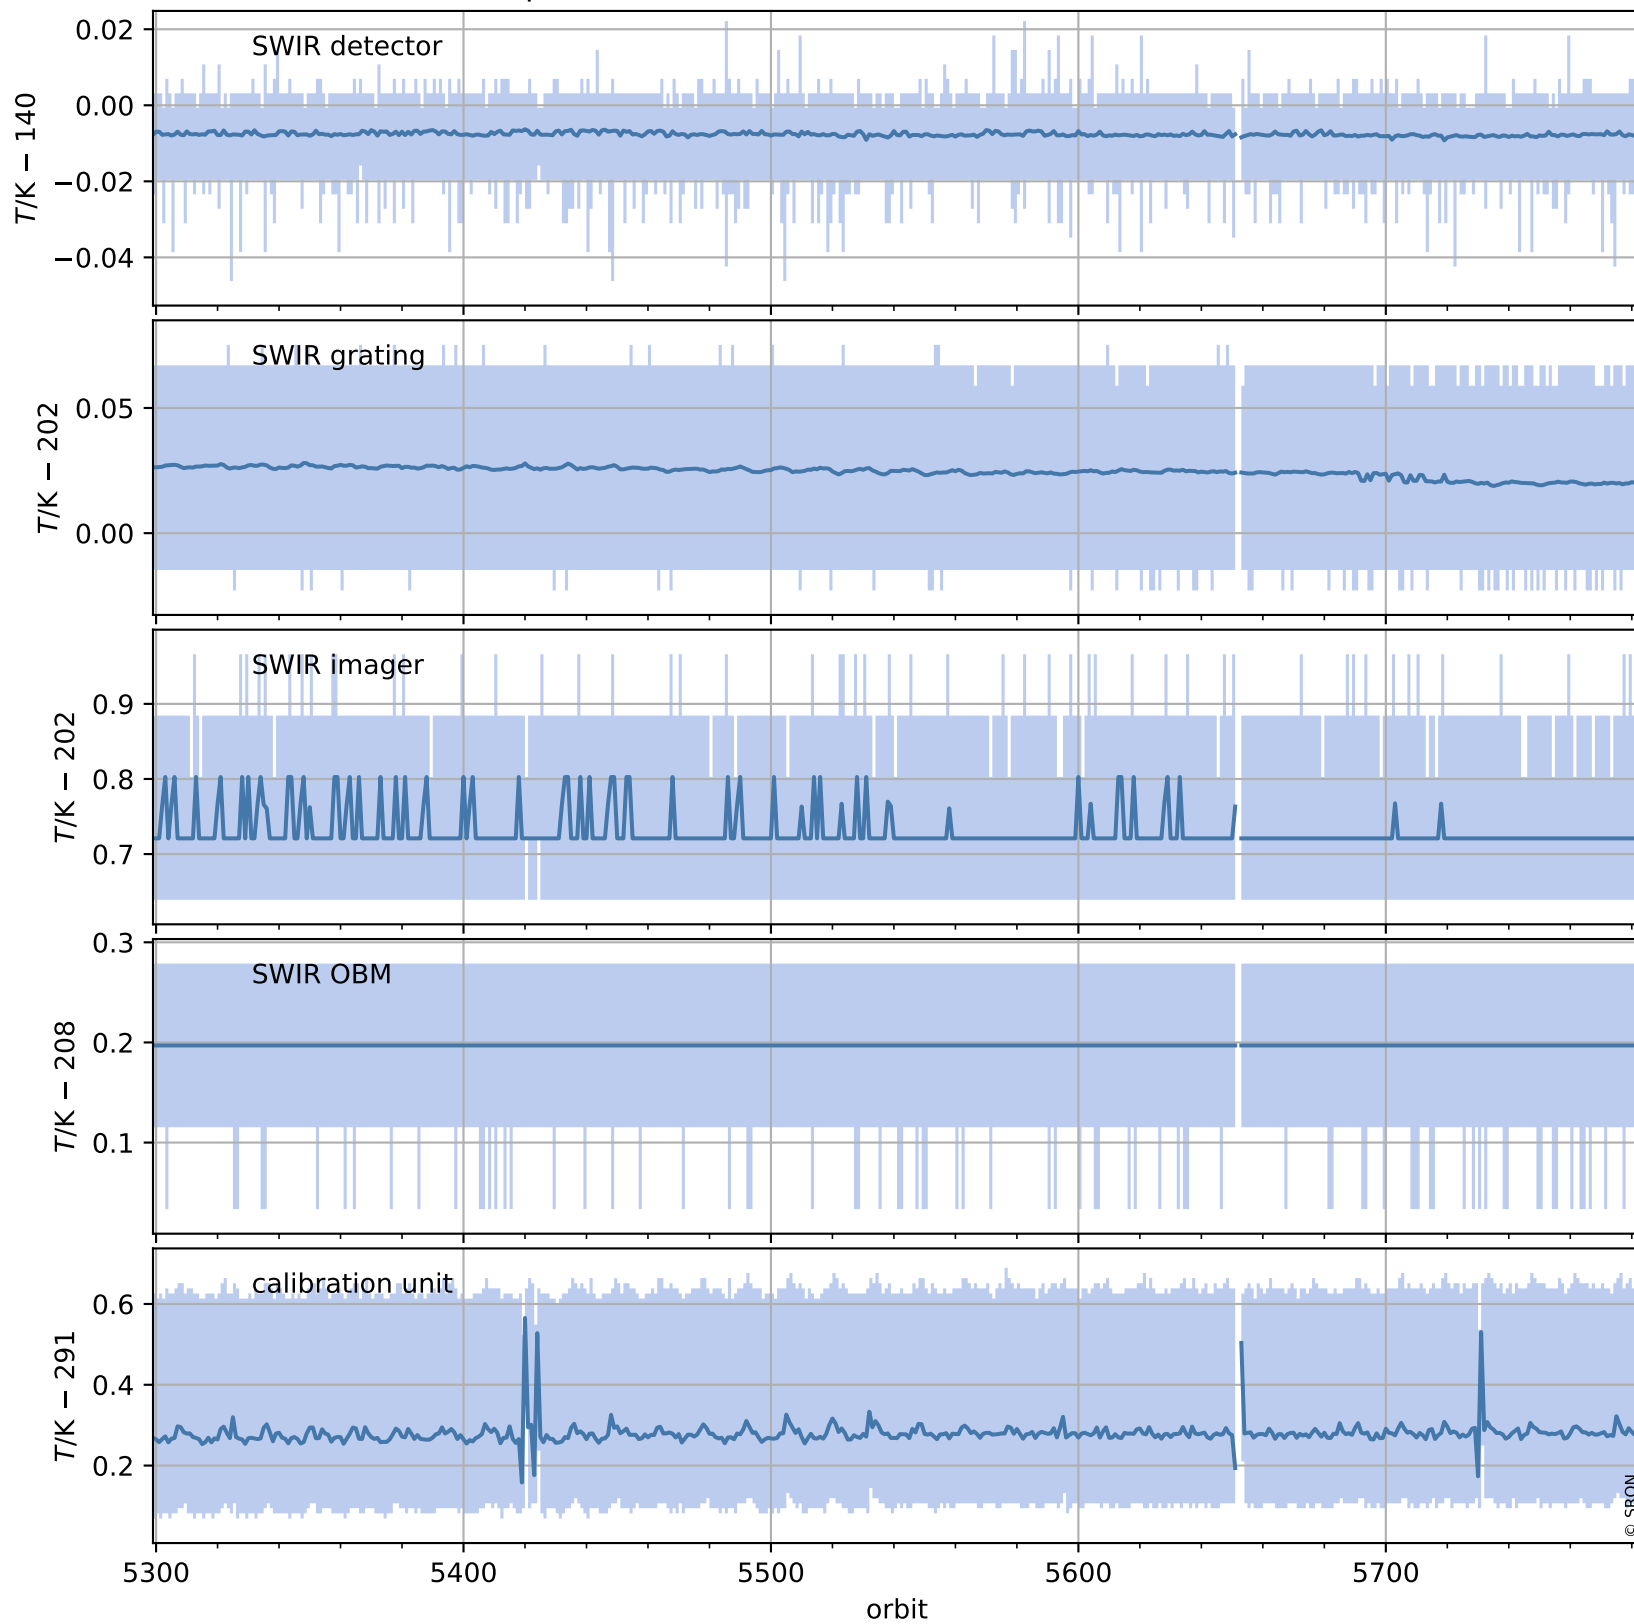 SWIR detector
T/K − 140
0.02
0.00
−0.02
−0.04
SWIR grating
T/K − 202
0.05
0.00
SWIR imager
T/K − 202
0.9
0.8
0.7
SWIR OBM
T/K − 208
0.3
0.2
0.1
calibration unit
T/K − 291
0.6
0.4
0.2
5300 5400 5500 5600 5700
orbit
© SRON